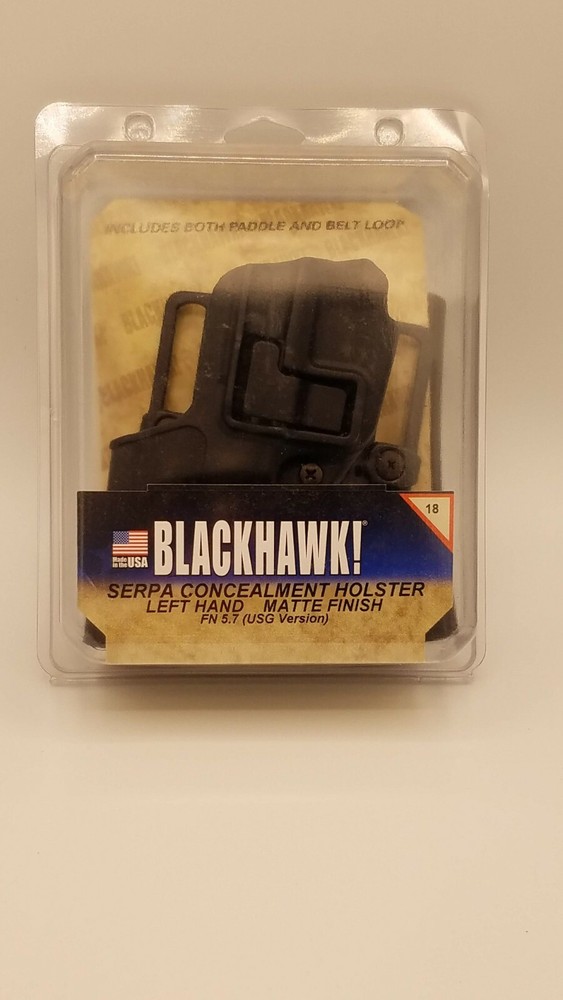 INCLUDES BOTH PADDLE AND BELT LOOP
18
Made in the USA
BLACKHAWK!®
SERPA CONCEALMENT HOLSTER
LEFT HAND MATTE FINISH
FN 5.7 (USG Version)